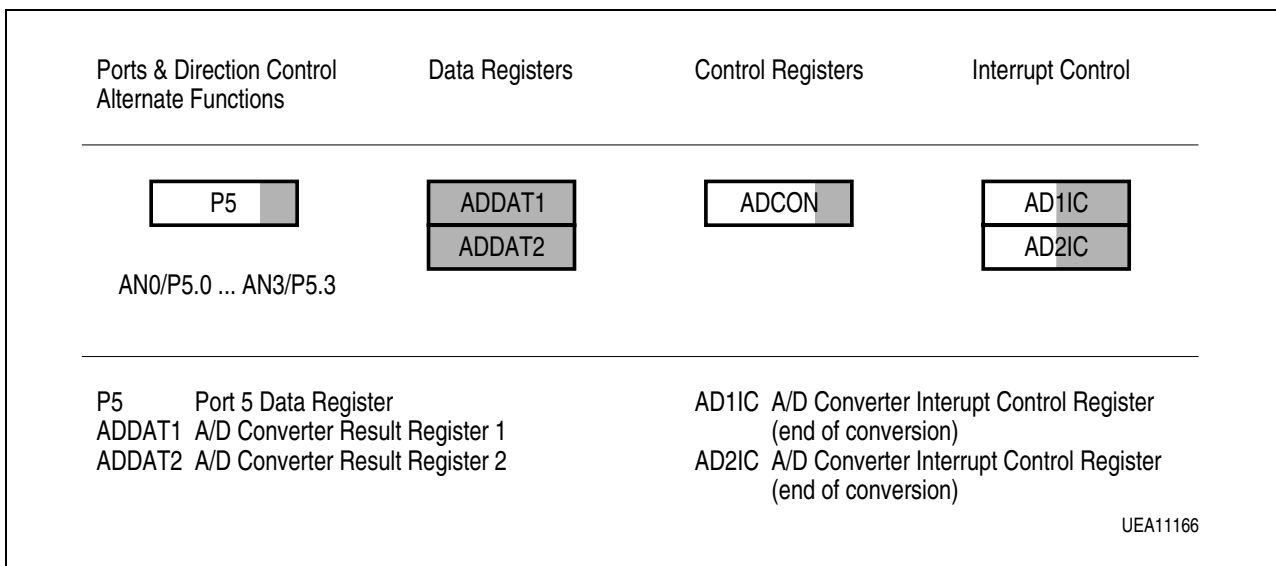 Ports & Direction Control
Alternate Functions
Data Registers
Control Registers
Interrupt Control
P5
ADDAT1
ADCON
AD1IC
ADDAT2
AD2IC
AN0/P5.0 ... AN3/P5.3
P5 Port 5 Data Register
ADDAT1 A/D Converter Result Register 1
ADDAT2 A/D Converter Result Register 2
AD1IC A/D Converter Interupt Control Register
(end of conversion)
AD2IC A/D Converter Interrupt Control Register
(end of conversion)
UEA11166